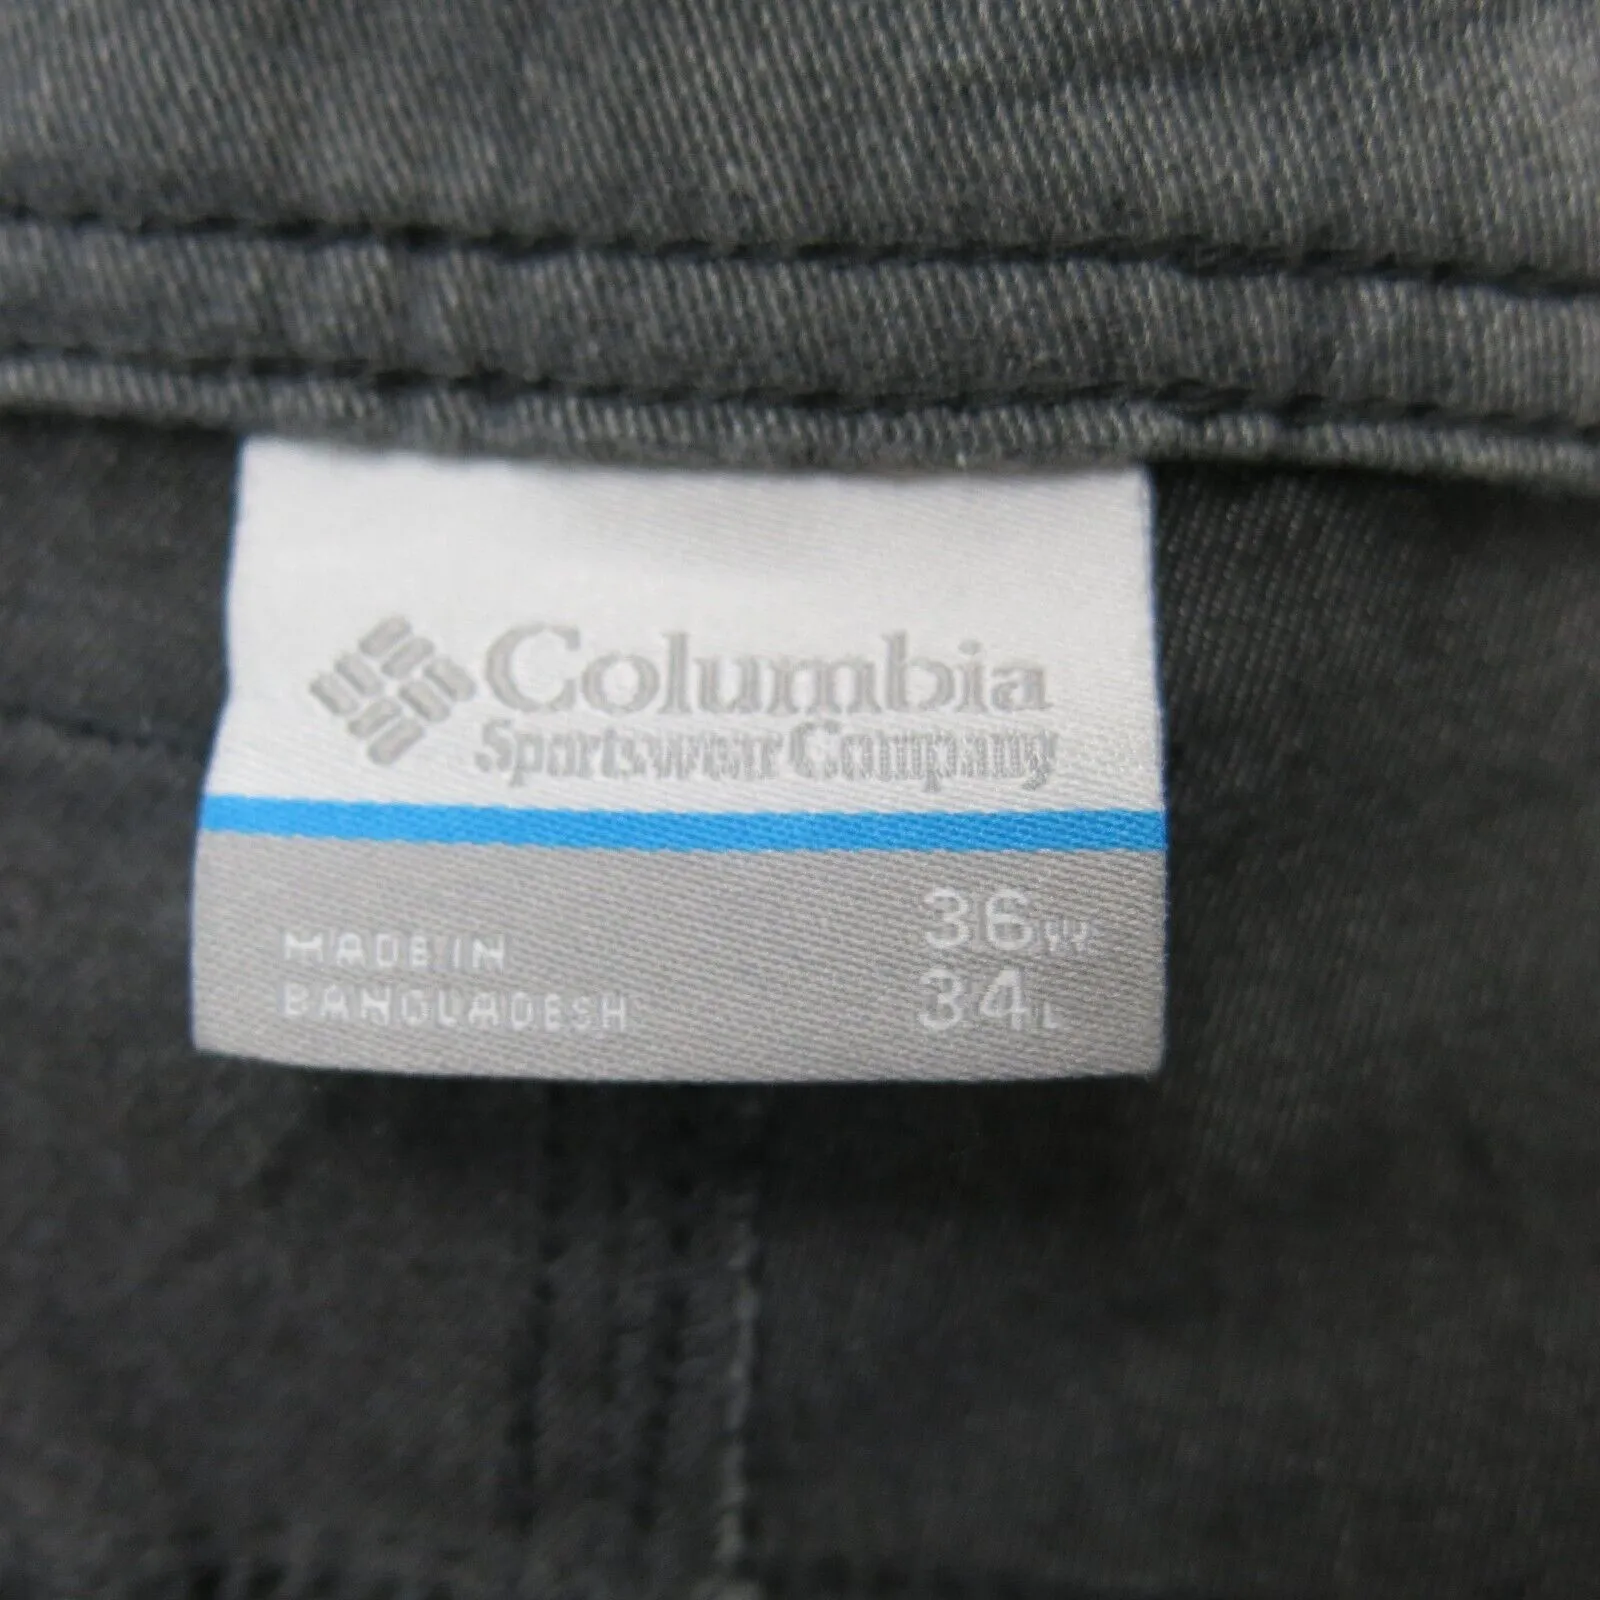 Columbia
Sportswear Company
MADE IN
BANGLADESH
36W
34L